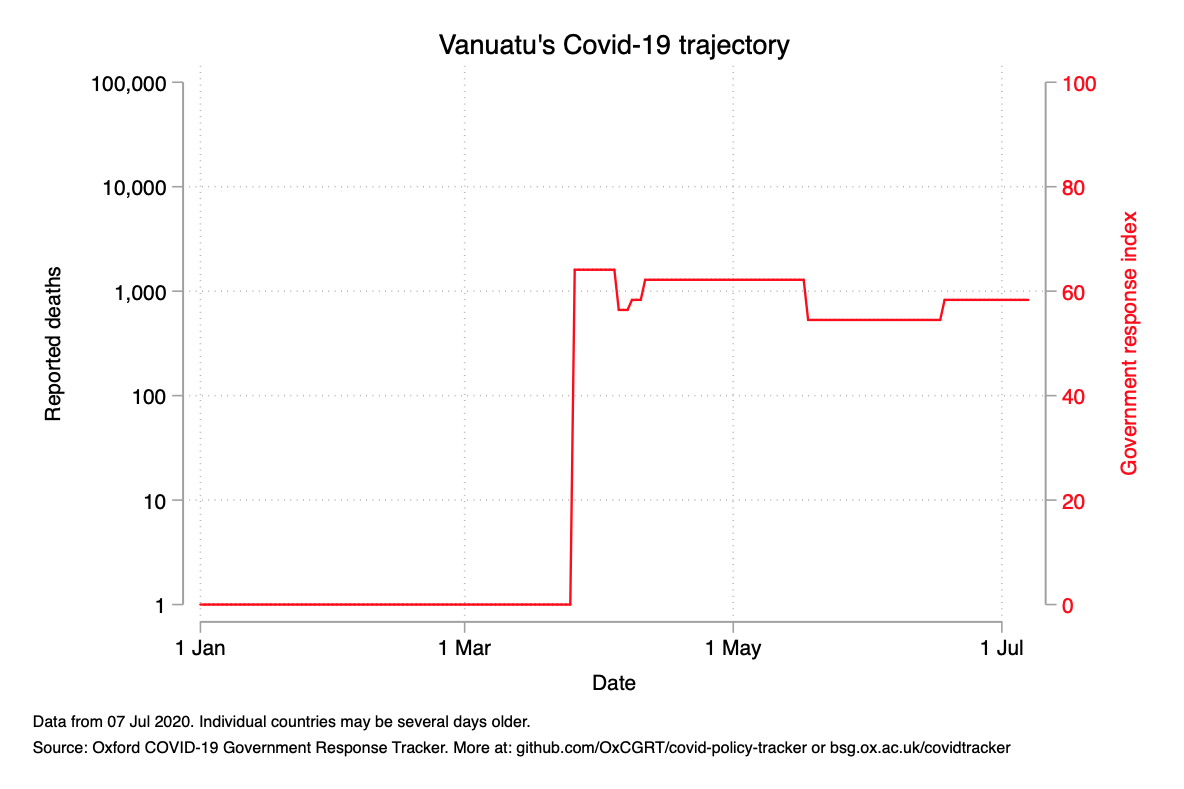 Vanuatu's Covid-19 trajectory
100,000
10,000
1,000
100
10
1
Reported deaths
100
80
60
40
20
0
Government response index
1 Jan
1 Mar
1 May
1 Jul
Date
Data from 07 Jul 2020. Individual countries may be several days older.
Source: Oxford COVID-19 Government Response Tracker. More at: github.com/OxCGRT/covid-policy-tracker or bsg.ox.ac.uk/covidtracker